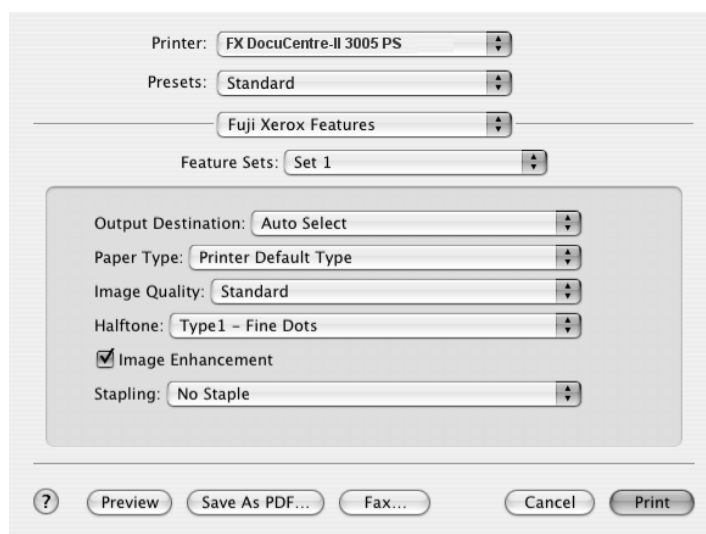 Printer: FX DocuCentre-II 3005 PS
Presets: Standard
Fuji Xerox Features
Feature Sets: Set 1
Output Destination: Auto Select
Paper Type: Printer Default Type
Image Quality: Standard
Halftone: Type1 – Fine Dots
Image Enhancement
Stapling: No Staple
? Preview Save As PDF... Fax... Cancel Print